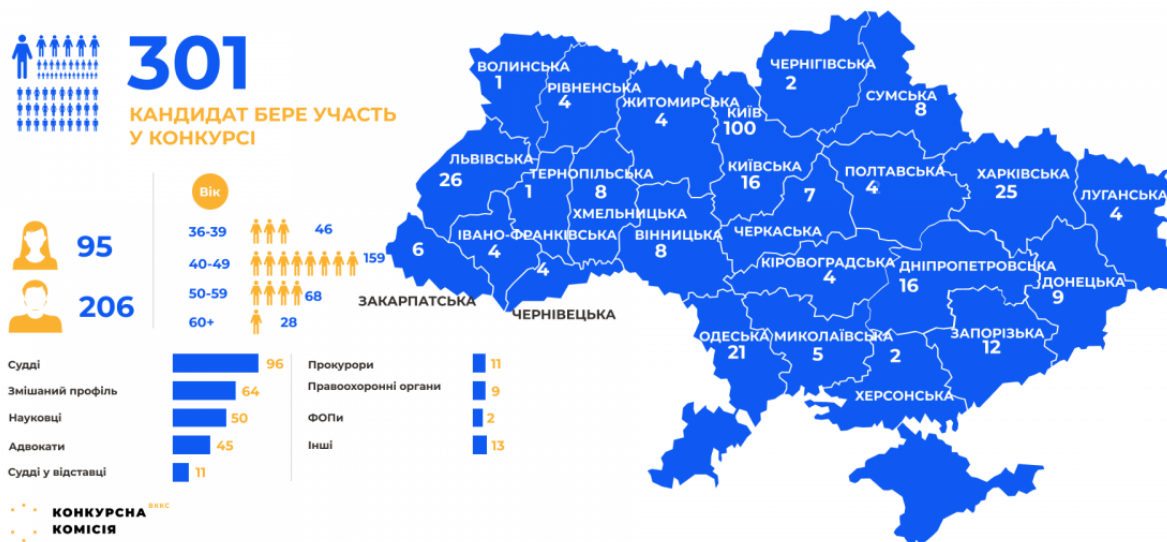 301
КАНДИДАТ БЕРЕ УЧАСТЬ
У КОНКУРСІ
95
206
Вік
36-39 46
40-49 159
50-59 68
60+ 28
Судді 96
Змішаний профіль 64
Науковці 50
Адвокати 45
Судді у відставці 11
Прокурори 11
Правоохоронні органи 9
ФОПи 2
Інші 13
КОНКУРСНА ВККС
КОМІСІЯ
ВОЛИНСЬКА
1
РІВНЕНСЬКА
4
ЖИТОМИРСЬКА
4
КИЇВ
100
ЧЕРНІГІВСЬКА
2
СУМСЬКА
8
ЛЬВІВСЬКА
26
ТЕРНОПІЛЬСЬКА
1
8
ХМЕЛЬНИЦЬКА
КИЇВСЬКА
16
7
ЧЕРКАСЬКА
ПОЛТАВСЬКА
4
ХАРКІВСЬКА
25
ЛУГАНСЬКА
4
6
ЗАКАРПАТСЬКА
ІВАНО-ФРАНКІВСЬКА
4
4
ЧЕРНІВЕЦЬКА
ВІННИЦЬКА
8
КІРОВОГРАДСЬКА
4
ДНІПРОПЕТРОВСЬКА
16
ДОНЕЦЬКА
9
ОДЕСЬКА
21
МИКОЛАЇВСЬКА
5
2
ХЕРСОНСЬКА
ЗАПОРІЗЬКА
12